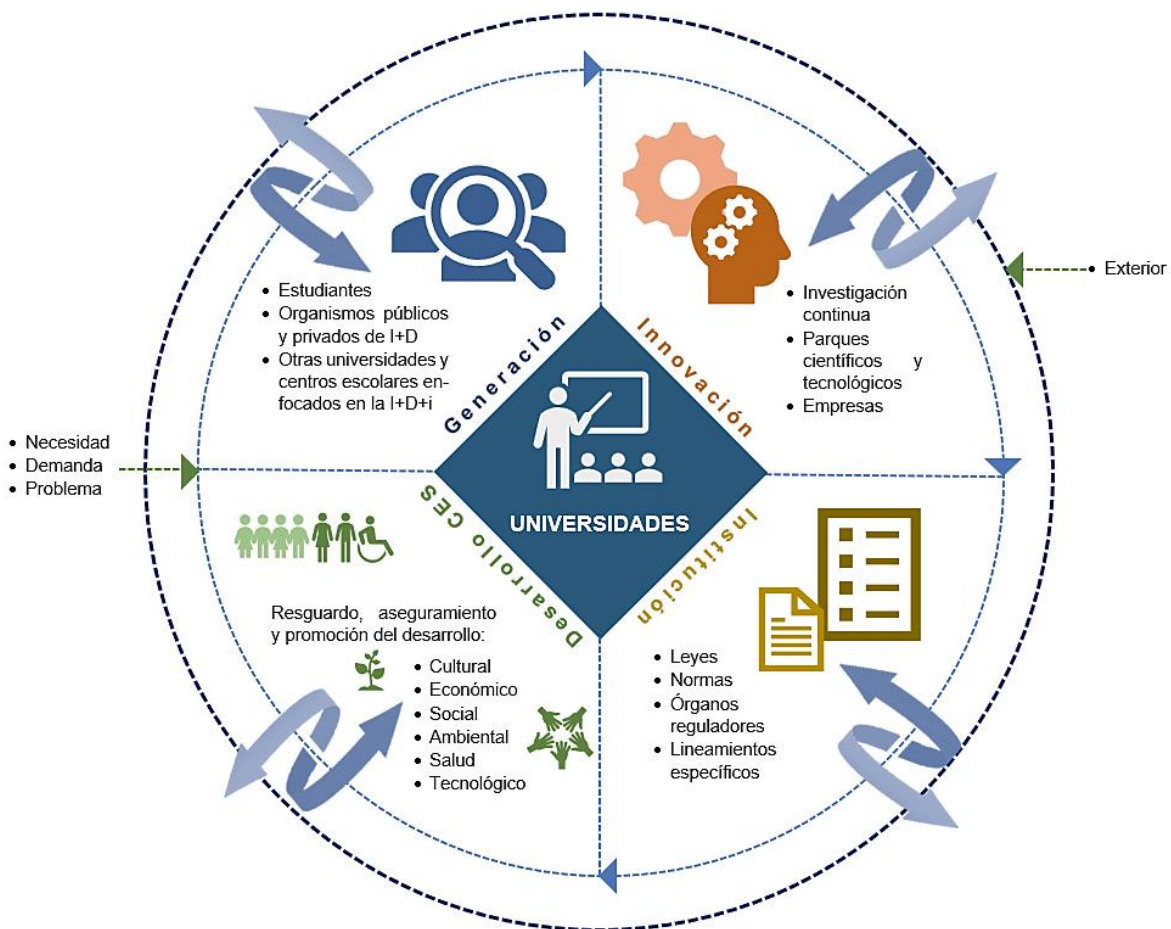 • Estudiantes
• Organismos públicos
y privados de I+D
• Otras universidades y
centros escolares en-
focados en la I+D+i
Generación
Innovación
• Investigación
continua
• Parques
científicos y
tecnológicos
• Empresas
• Exterior
• Necesidad
• Demanda
• Problema
UNIVERSIDADES
Desarrollo CES
Institución
Resguardo, aseguramiento
y promoción del desarrollo:
• Cultural
• Económico
• Social
• Ambiental
• Salud
• Tecnológico
• Leyes
• Normas
• Órganos
reguladores
• Lineamientos
específicos